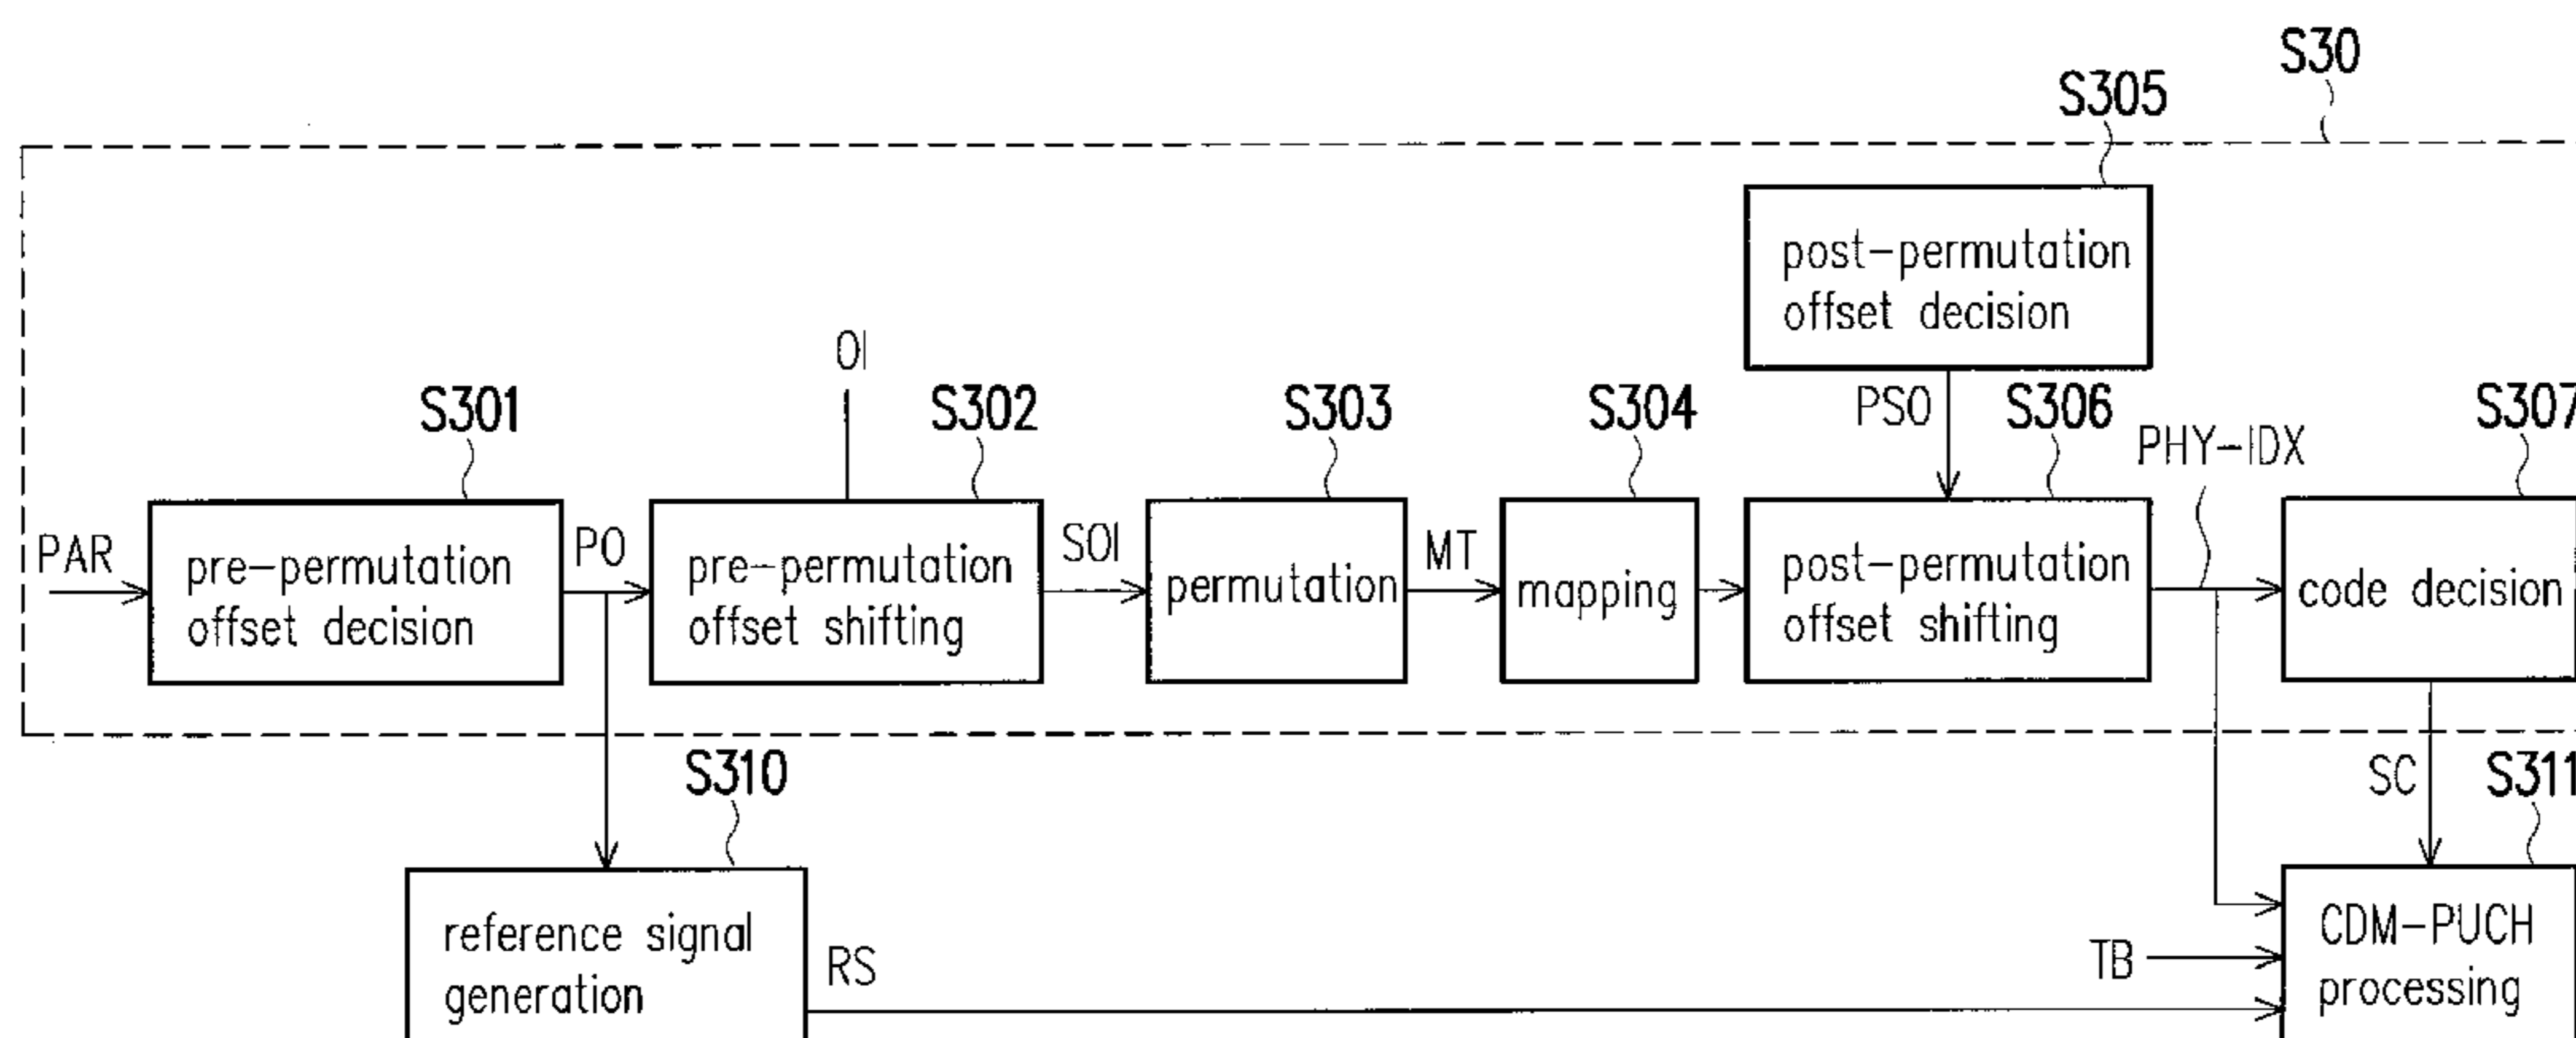 S30
S305
post-permutation
offset decision
OI
S301
S302
S303
S304
PSO
S306
PHY-IDX
S307
PAR
pre-permutation
offset decision
PO
pre-permutation
offset shifting
SOI
permutation
MT
mapping
post-permutation
offset shifting
code decision
S310
SC
S311
reference signal
generation
RS
TB
CDM-PUCH
processing